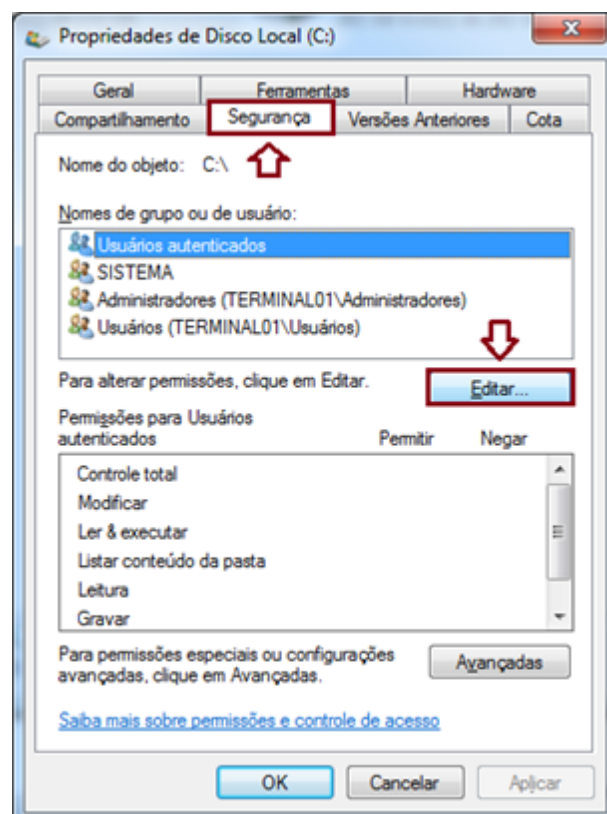 Propriedades de Disco Local (C:)
Geral Ferramentas Hardware
Compartilhamento Segurança Versões Anteriores Cota
Nome do objeto: C:\
Nomes de grupo ou de usuário:
Usuários autenticados
SISTEMA
Administradores (TERMINAL01\Administradores)
Usuários (TERMINAL01\Usuários)
Para alterar permissões, clique em Editar.
Editar...
Permissões para Usuários
autenticados Permitir Negar
Controle total
Modificar
Ler & executar
Listar conteúdo da pasta
Leitura
Gravar
Para permissões especiais ou configurações
avançadas, clique em Avançadas.
Avançadas
Saiba mais sobre permissões e controle de acesso
OK Cancelar Aplicar